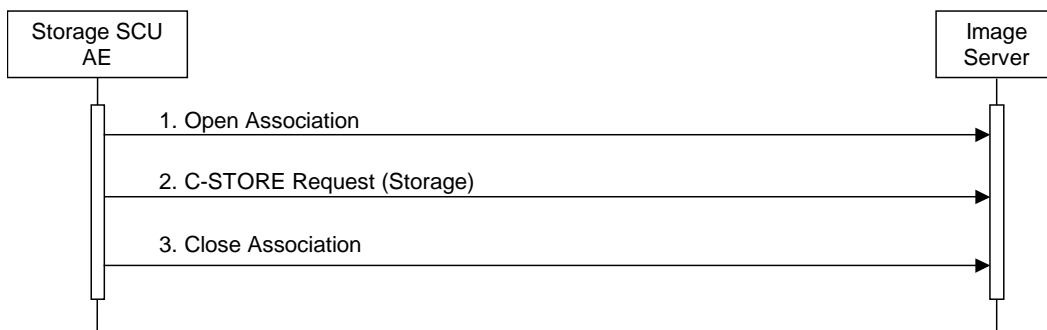 Storage SCU
AE
Image
Server
1. Open Association
2. C-STORE Request (Storage)
3. Close Association